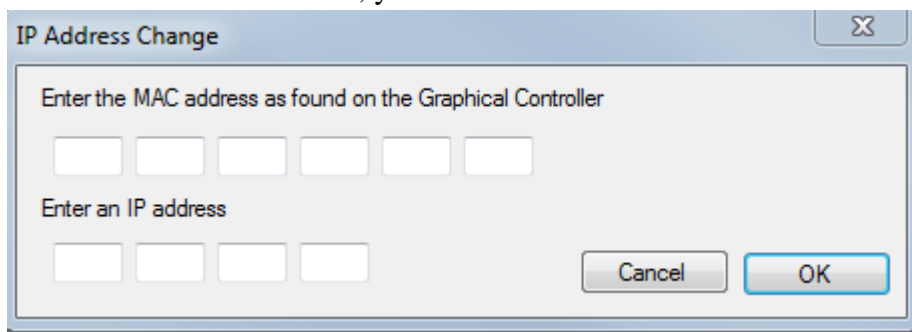 IP Address Change
Enter the MAC address as found on the Graphical Controller
Enter an IP address
Cancel OK